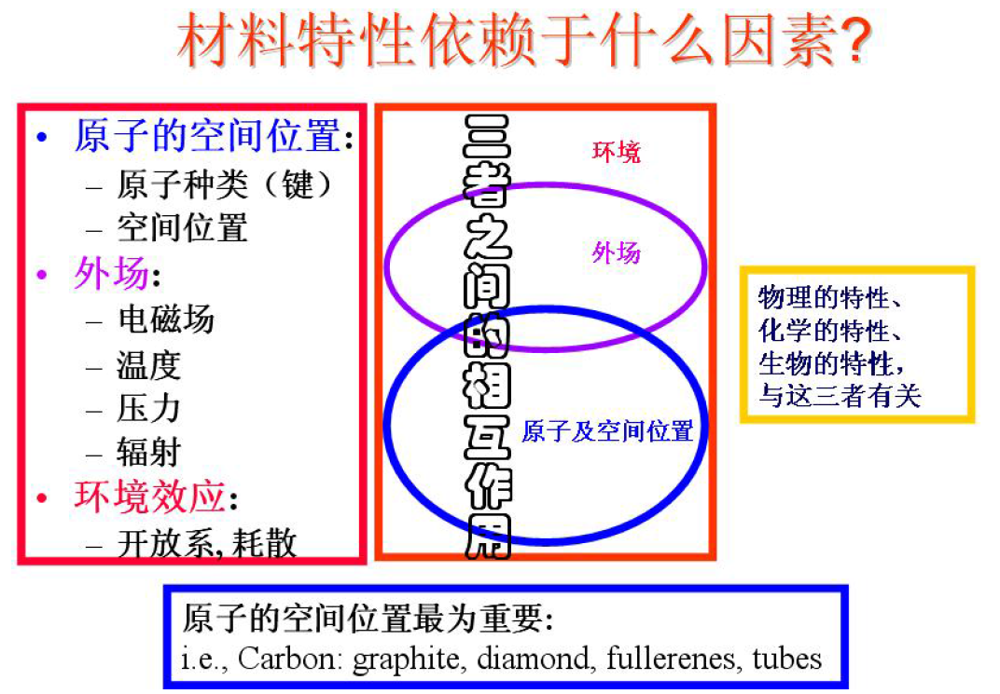 材料特性依赖于什么因素?
• 原子的空间位置:
– 原子种类（键）
– 空间位置
• 外场:
– 电磁场
– 温度
– 压力
– 辐射
• 环境效应:
– 开放系, 耗散
三者之间的相互作用
环境
外场
原子及空间位置
物理的特性、
化学的特性、
生物的特性，
与这三者有关
原子的空间位置最为重要:
i.e., Carbon: graphite, diamond, fullerenes, tubes